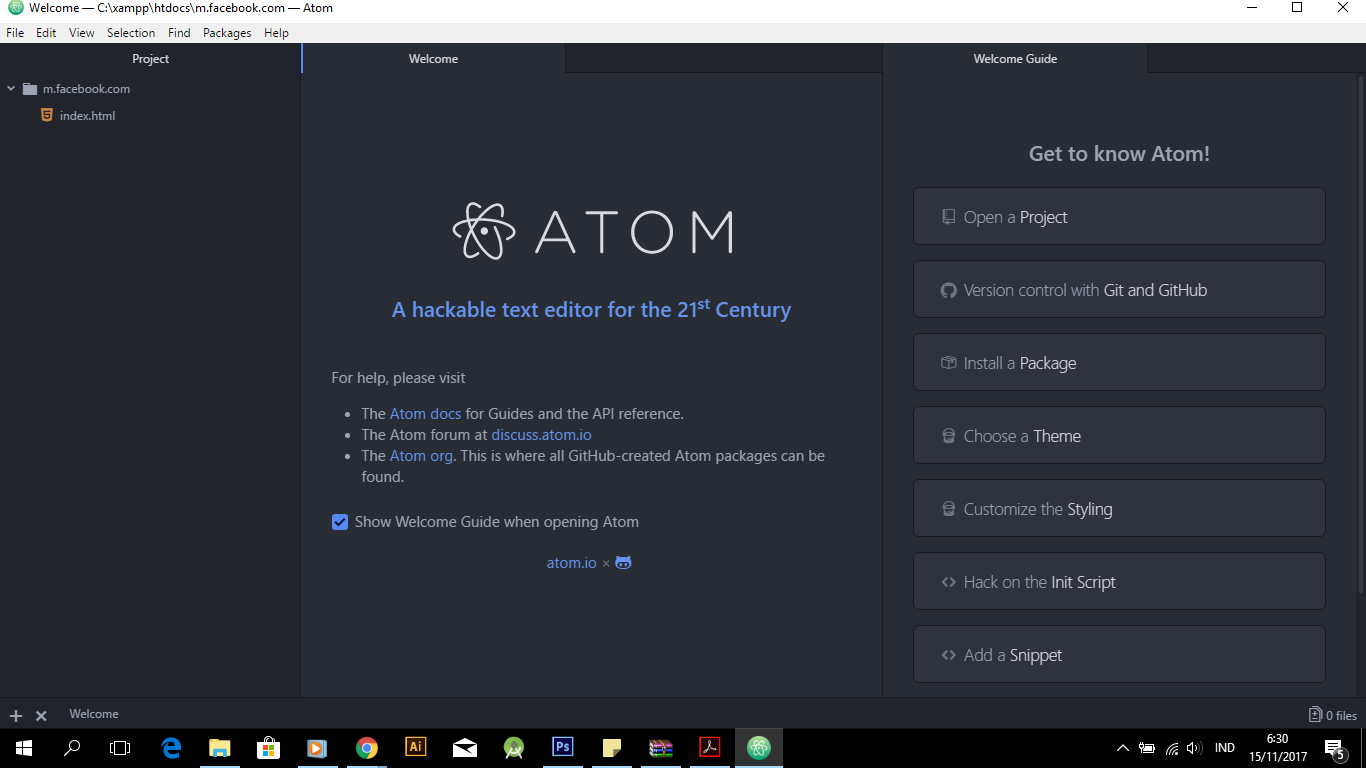 Welcome — C:\xampp\htdocs\m.facebook.com — Atom
File Edit View Selection Find Packages Help
Project
Welcome
Welcome Guide
m.facebook.com
index.html
ATOM
A hackable text editor for the 21st Century
For help, please visit
• The Atom docs for Guides and the API reference.
• The Atom forum at discuss.atom.io
• The Atom org. This is where all GitHub-created Atom packages can be
found.
Show Welcome Guide when opening Atom
atom.io ×
Get to know Atom!
Open a Project
Version control with Git and GitHub
Install a Package
Choose a Theme
Customize the Styling
Hack on the Init Script
Add a Snippet
Welcome
0 files
Ai
Ps
IND
6:30
15/11/2017
5